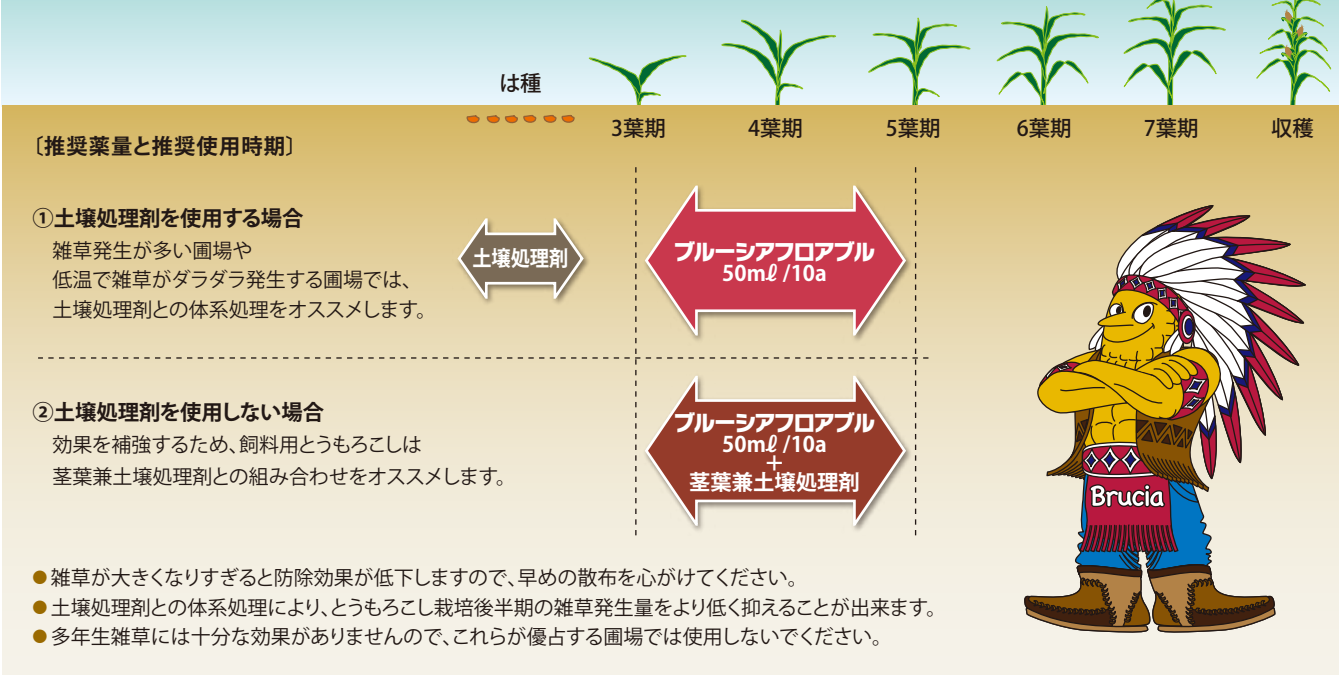 は種
3葉期
4葉期
5葉期
6葉期
7葉期
収穫
〔推奨薬量と推奨使用時期〕
①土壌処理剤を使用する場合
雑草発生が多い圃場や
低温で雑草がダラダラ発生する圃場では、
土壌処理剤との体系処理をオススメします。
土壌処理剤
ブルーシアフロアブル
50mℓ /10a
②土壌処理剤を使用しない場合
効果を補強するため、飼料用とうもろこしは
茎葉兼土壌処理剤との組み合わせをオススメします。
ブルーシアフロアブル
50mℓ /10a
＋
茎葉兼土壌処理剤
Brucia
●雑草が大きくなりすぎると防除効果が低下しますので、早めの散布を心がけてください。
●土壌処理剤との体系処理により、とうもろこし栽培後半期の雑草発生量をより低く抑えることが出来ます。
●多年生雑草には十分な効果がありませんので、これらが優占する圃場では使用しないでください。